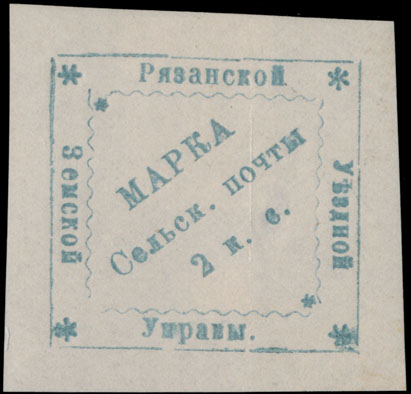 Рязанской
Уѣздной
Земской
Управы.
МАРКА
Сельск. почты
2 к. с.